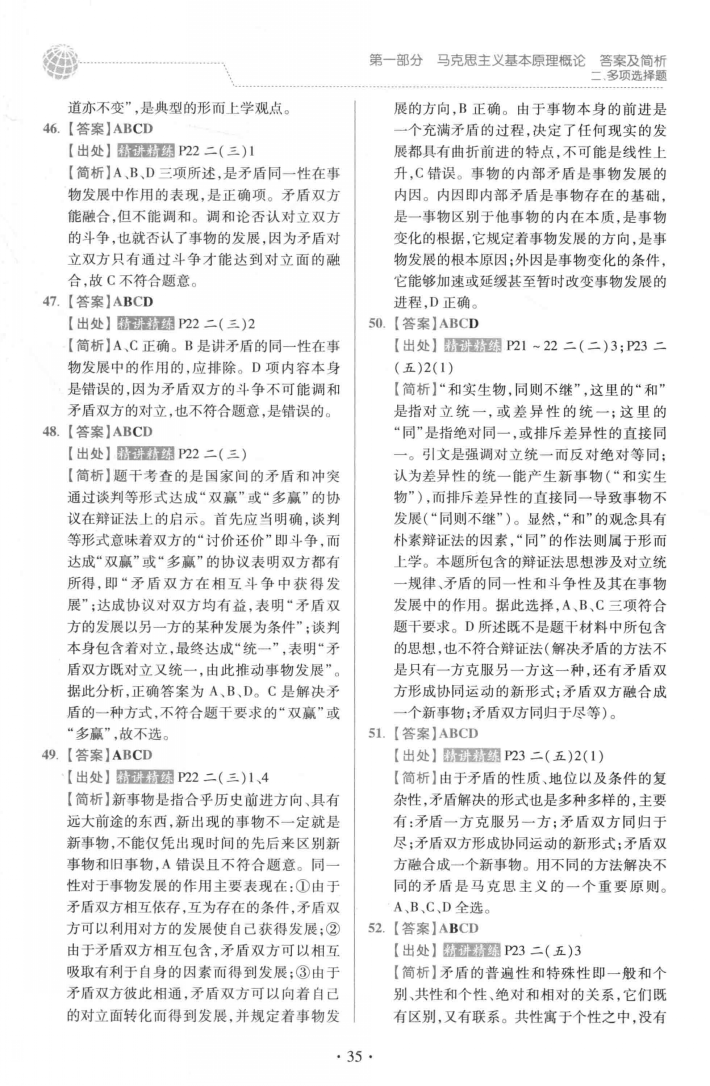 第一部分 马克思主义基本原理概论 答案及简析
二、多项选择题
道亦不变”,是典型的形而上学观点。
46.【答案】ABCD
【出处】精讲精练 P22 二(三)1
【简析】A、B、D 三项所述,是矛盾同一性在事
物发展中作用的表现,是正确项。矛盾双方
能融合,但不能调和。调和论否认对立双方
的斗争,也就否认了事物的发展,因为矛盾对
立双方只有通过斗争才能达到对立面的融
合,故 C 不符合题意。
47.【答案】ABCD
【出处】精讲精练 P22 二(三)2
【简析】A、C 正确。B 是讲矛盾的同一性在事
物发展中的作用的,应排除。D 项内容本身
是错误的,因为矛盾双方的斗争不可能调和
矛盾双方的对立,也不符合题意,是错误的。
48.【答案】ABCD
【出处】精讲精练 P22 二(三)
【简析】题干考查的是国家间的矛盾和冲突
通过谈判等形式达成“双赢”或“多赢”的协
议在辩证法上的启示。首先应当明确,谈判
等形式意味着双方的“讨价还价”即斗争,而
达成“双赢”或“多赢”的协议表明双方都有
所得,即“矛盾双方在相互斗争中获得发
展”;达成协议对双方均有益,表明“矛盾双
方的发展以另一方的某种发展为条件”;谈判
本身包含着对立,最终达成“统一”,表明“矛
盾双方既对立又统一,由此推动事物发展”。
据此分析,正确答案为 A、B、D。C 是解决矛
盾的一种方式,不符合题干要求的“双赢”或
“多赢”,故不选。
49.【答案】ABCD
【出处】精讲精练 P22 二(三)1、4
【简析】新事物是指合乎历史前进方向、具有
远大前途的东西,新出现的事物不一定就是
新事物,不能仅凭出现时间的先后来区别新
事物和旧事物,A 错误且不符合题意。同一
性对于事物发展的作用主要表现在:①由于
矛盾双方相互依存,互为存在的条件,矛盾双
方可以利用对方的发展使自己获得发展;②
由于矛盾双方相互包含,矛盾双方可以相互
吸取有利于自身的因素而得到发展;③由于
矛盾双方彼此相通,矛盾双方可以向着自己
的对立面转化而得到发展,并规定着事物发
展的方向,B 正确。由于事物本身的前进是
一个充满矛盾的过程,决定了任何现实的发
展都具有曲折前进的特点,不可能是线性上
升,C 错误。事物的内部矛盾是事物发展的
内因。内因即内部矛盾是事物存在的基础,
是一事物区别于他事物的内在本质,是事物
变化的根据,它规定着事物发展的方向,是事
物发展的根本原因;外因是事物变化的条件,
它能够加速或延缓甚至暂时改变事物发展的
进程,D 正确。
50.【答案】ABCD
【出处】精讲精练 P21～22 二(二)3;P23 二
(五)2(1)
【简析】“和实生物,同则不继”,这里的“和”
是指对立统一,或差异性的统一;这里的
“同”是指绝对同一,或排斥差异性的直接同
一。引文是强调对立统一而反对绝对等同;
认为差异性的统一能产生新事物(“和实生
物”),而排斥差异性的直接同一导致事物不
发展(“同则不继”)。显然,“和”的观念具有
朴素辩证法的因素,“同”的作法则属于形而
上学。本题所包含的辩证法思想涉及对立统
一规律、矛盾的同一性和斗争性及其在事物
发展中的作用。据此选择,A、B、C 三项符合
题干要求。D 所述既不是题干材料中所包含
的思想,也不符合辩证法(解决矛盾的方法不
是只有一方克服另一方这一种,还有矛盾双
方形成协同运动的新形式;矛盾双方融合成
一个新事物;矛盾双方同归于尽等)。
51.【答案】ABCD
【出处】精讲精练 P23 二(五)2(1)
【简析】由于矛盾的性质、地位以及条件的复
杂性,矛盾解决的形式也是多种多样的,主要
有:矛盾一方克服另一方;矛盾双方同归于
尽;矛盾双方形成协同运动的新形式;矛盾双
方融合成一个新事物。用不同的方法解决不
同的矛盾是马克思主义的一个重要原则。
A、B、C、D 全选。
52.【答案】ABCD
【出处】精讲精练 P23 二(五)3
【简析】矛盾的普遍性和特殊性即一般和个
别、共性和个性、绝对和相对的关系,它们既
有区别,又有联系。共性寓于个性之中,没有
·35·